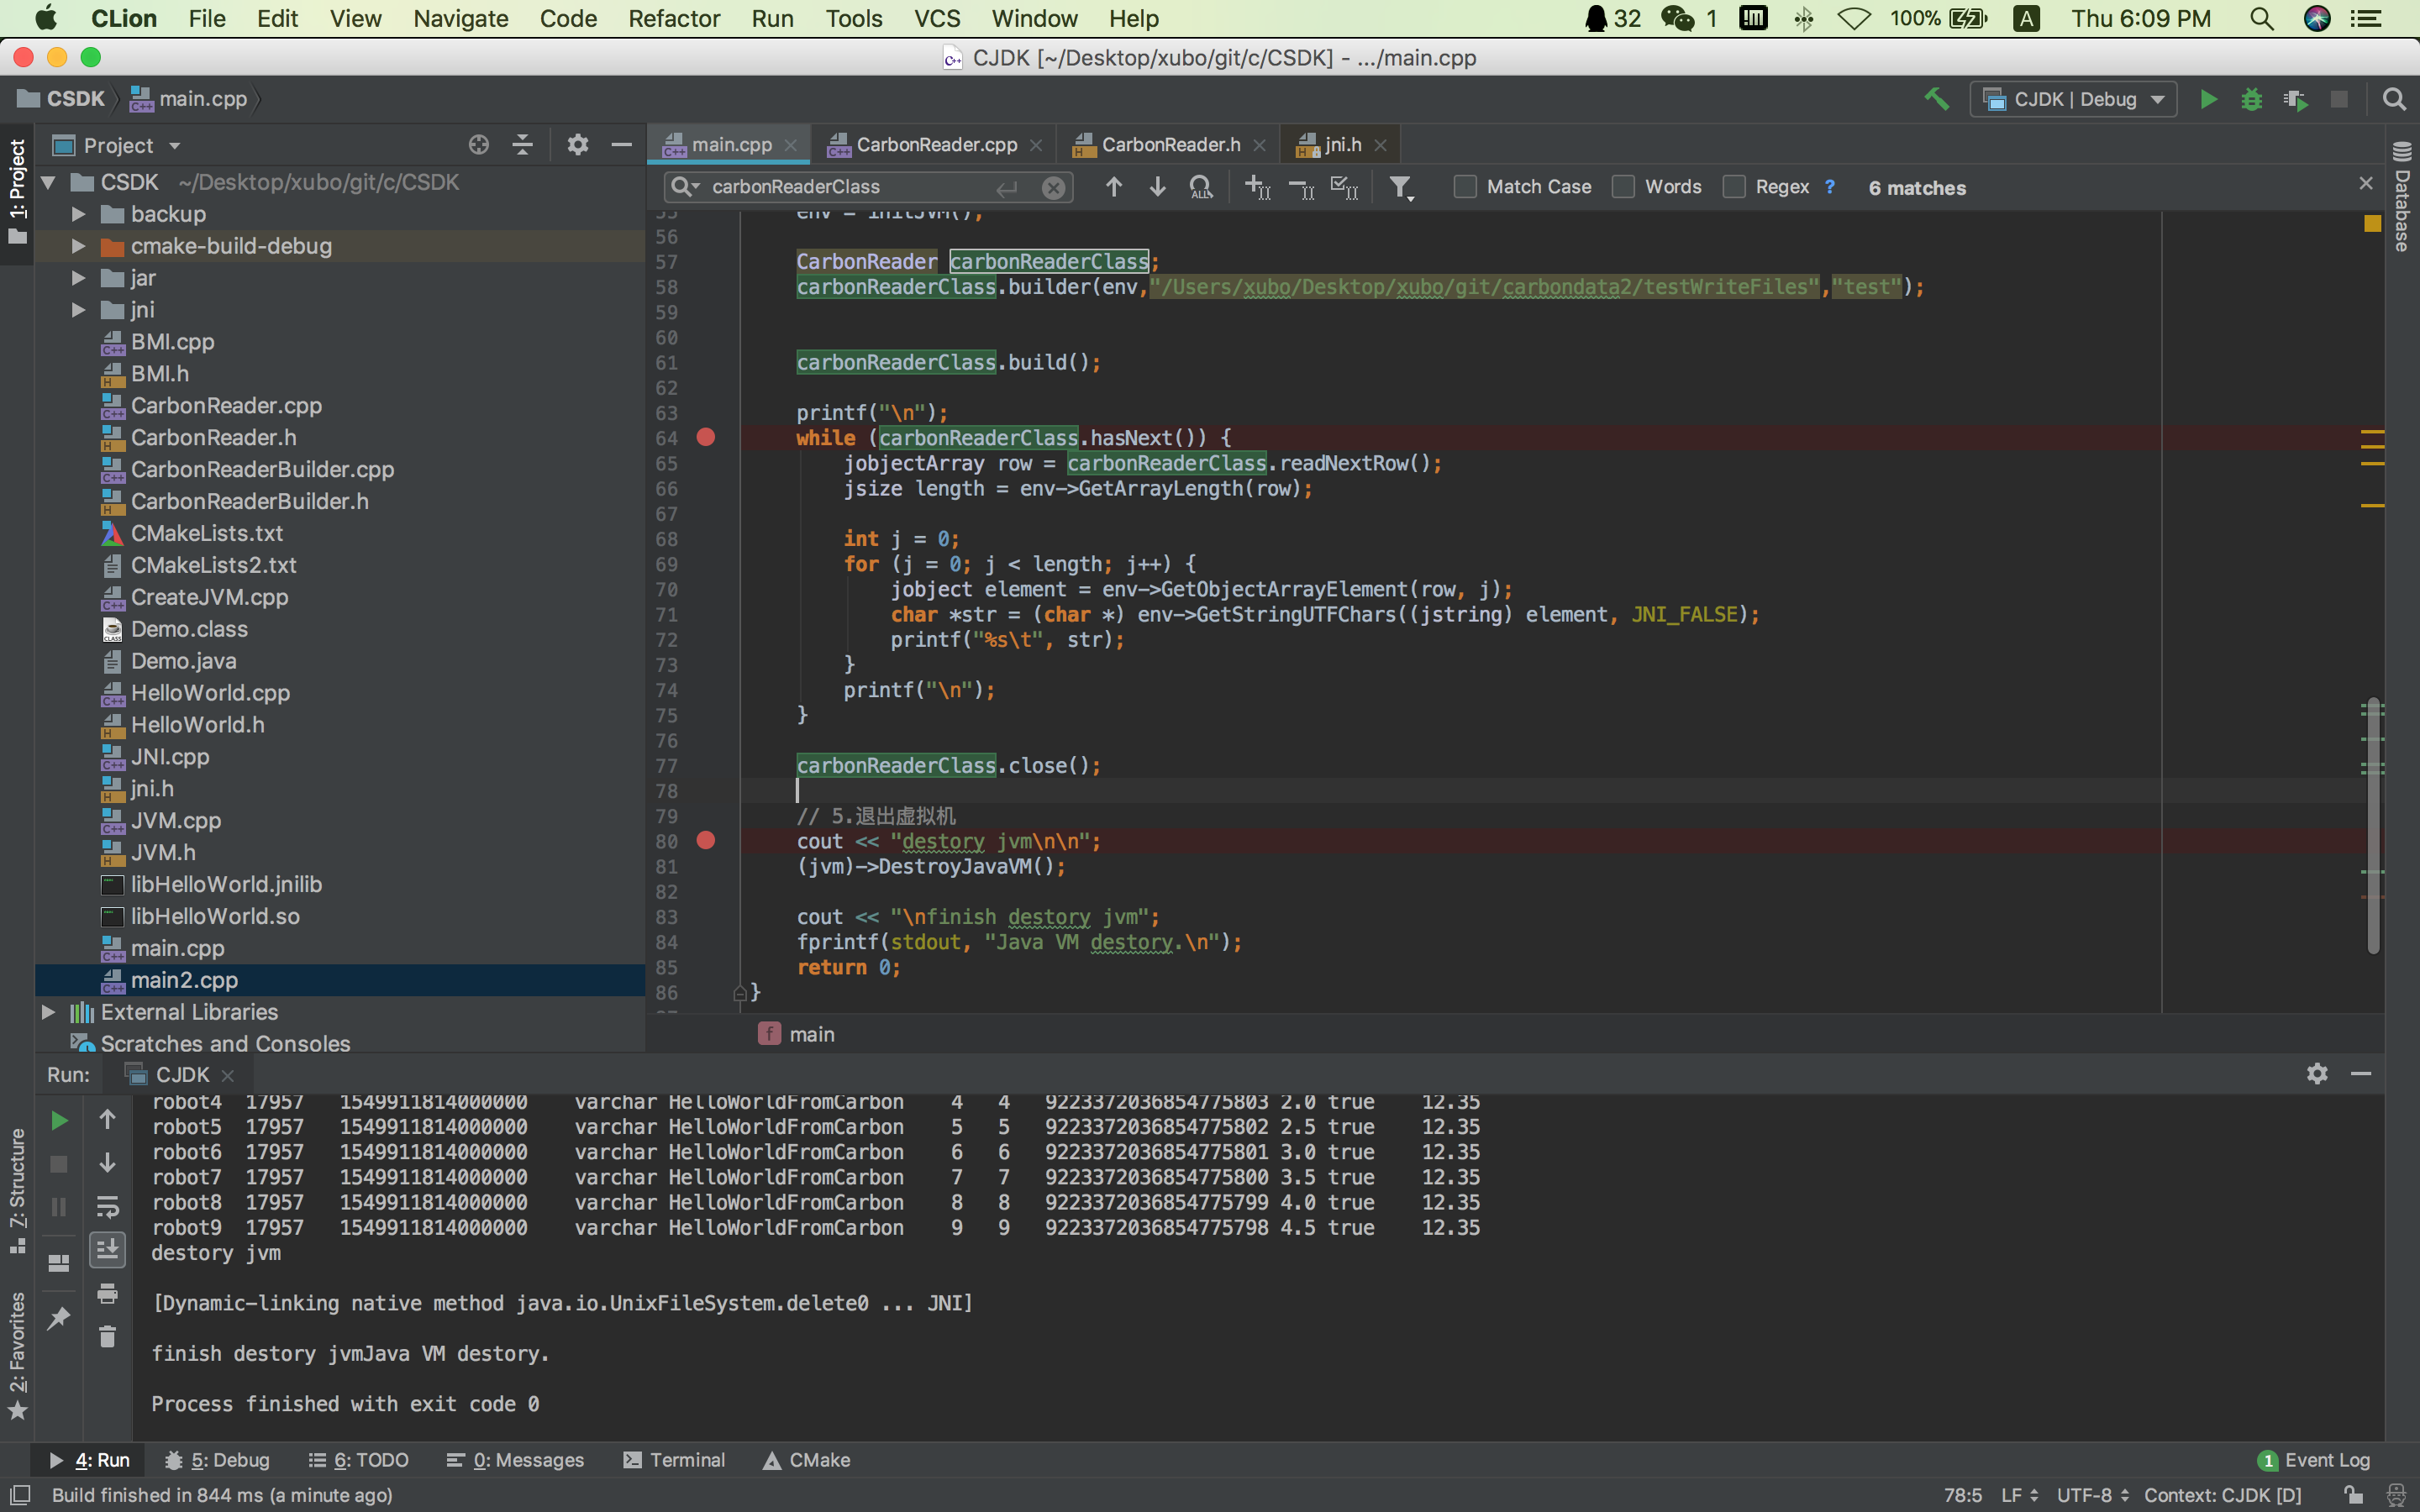 CLion File Edit View Navigate Code Refactor Run Tools VCS Window Help 32 1 100% A Thu 6:09 PM
CJDK [~/Desktop/xubo/git/c/CSDK] - .../main.cpp
CSDK main.cpp CJDK | Debug
1: Project
Project
CSDK ~/Desktop/xubo/git/c/CSDK
backup
cmake-build-debug
jar
jni
BMI.cpp
BMI.h
CarbonReader.cpp
CarbonReader.h
CarbonReaderBuilder.cpp
CarbonReaderBuilder.h
CMakeLists.txt
CMakeLists2.txt
CreateJVM.cpp
Demo.class
Demo.java
HelloWorld.cpp
HelloWorld.h
JNI.cpp
jni.h
JVM.cpp
JVM.h
libHelloWorld.jnilib
libHelloWorld.so
main.cpp
main2.cpp
External Libraries
Scratches and Consoles
main.cpp CarbonReader.cpp CarbonReader.h jni.h
carbonReaderClass Match Case Words Regex ? 6 matches
Database
55 env = initJVM();
56
57 CarbonReader carbonReaderClass;
58 carbonReaderClass.builder(env,"/Users/xubo/Desktop/xubo/git/carbondata2/testWriteFiles","test");
59
60
61 carbonReaderClass.build();
62
63 printf("\n");
64 while (carbonReaderClass.hasNext()) {
65 jobjectArray row = carbonReaderClass.readNextRow();
66 jsize length = env->GetArrayLength(row);
67
68 int j = 0;
69 for (j = 0; j < length; j++) {
70 jobject element = env->GetObjectArrayElement(row, j);
71 char *str = (char *) env->GetStringUTFChars((jstring) element, JNI_FALSE);
72 printf("%s\t", str);
73 }
74 printf("\n");
75 }
76
77 carbonReaderClass.close();
78
79 // 5.退出虚拟机
80 cout << "destory jvm\n\n";
81 (jvm)->DestroyJavaVM();
82
83 cout << "\nfinish destory jvm";
84 fprintf(stdout, "Java VM destory.\n");
85 return 0;
86 }
f main
Run: CJDK
robot4 17957 1549911814000000 varchar HelloWorldFromCarbon 4 4 9223372036854775803 2.0 true 12.35
robot5 17957 1549911814000000 varchar HelloWorldFromCarbon 5 5 9223372036854775802 2.5 true 12.35
robot6 17957 1549911814000000 varchar HelloWorldFromCarbon 6 6 9223372036854775801 3.0 true 12.35
robot7 17957 1549911814000000 varchar HelloWorldFromCarbon 7 7 9223372036854775800 3.5 true 12.35
robot8 17957 1549911814000000 varchar HelloWorldFromCarbon 8 8 9223372036854775799 4.0 true 12.35
robot9 17957 1549911814000000 varchar HelloWorldFromCarbon 9 9 9223372036854775798 4.5 true 12.35
destory jvm
[Dynamic-linking native method java.io.UnixFileSystem.delete0 ... JNI]
finish destory jvmJava VM destory.
Process finished with exit code 0
7: Structure
2: Favorites
4: Run 5: Debug 6: TODO 0: Messages Terminal CMake 1 Event Log
Build finished in 844 ms (a minute ago) 78:5 LF UTF-8 Context: CJDK [D]